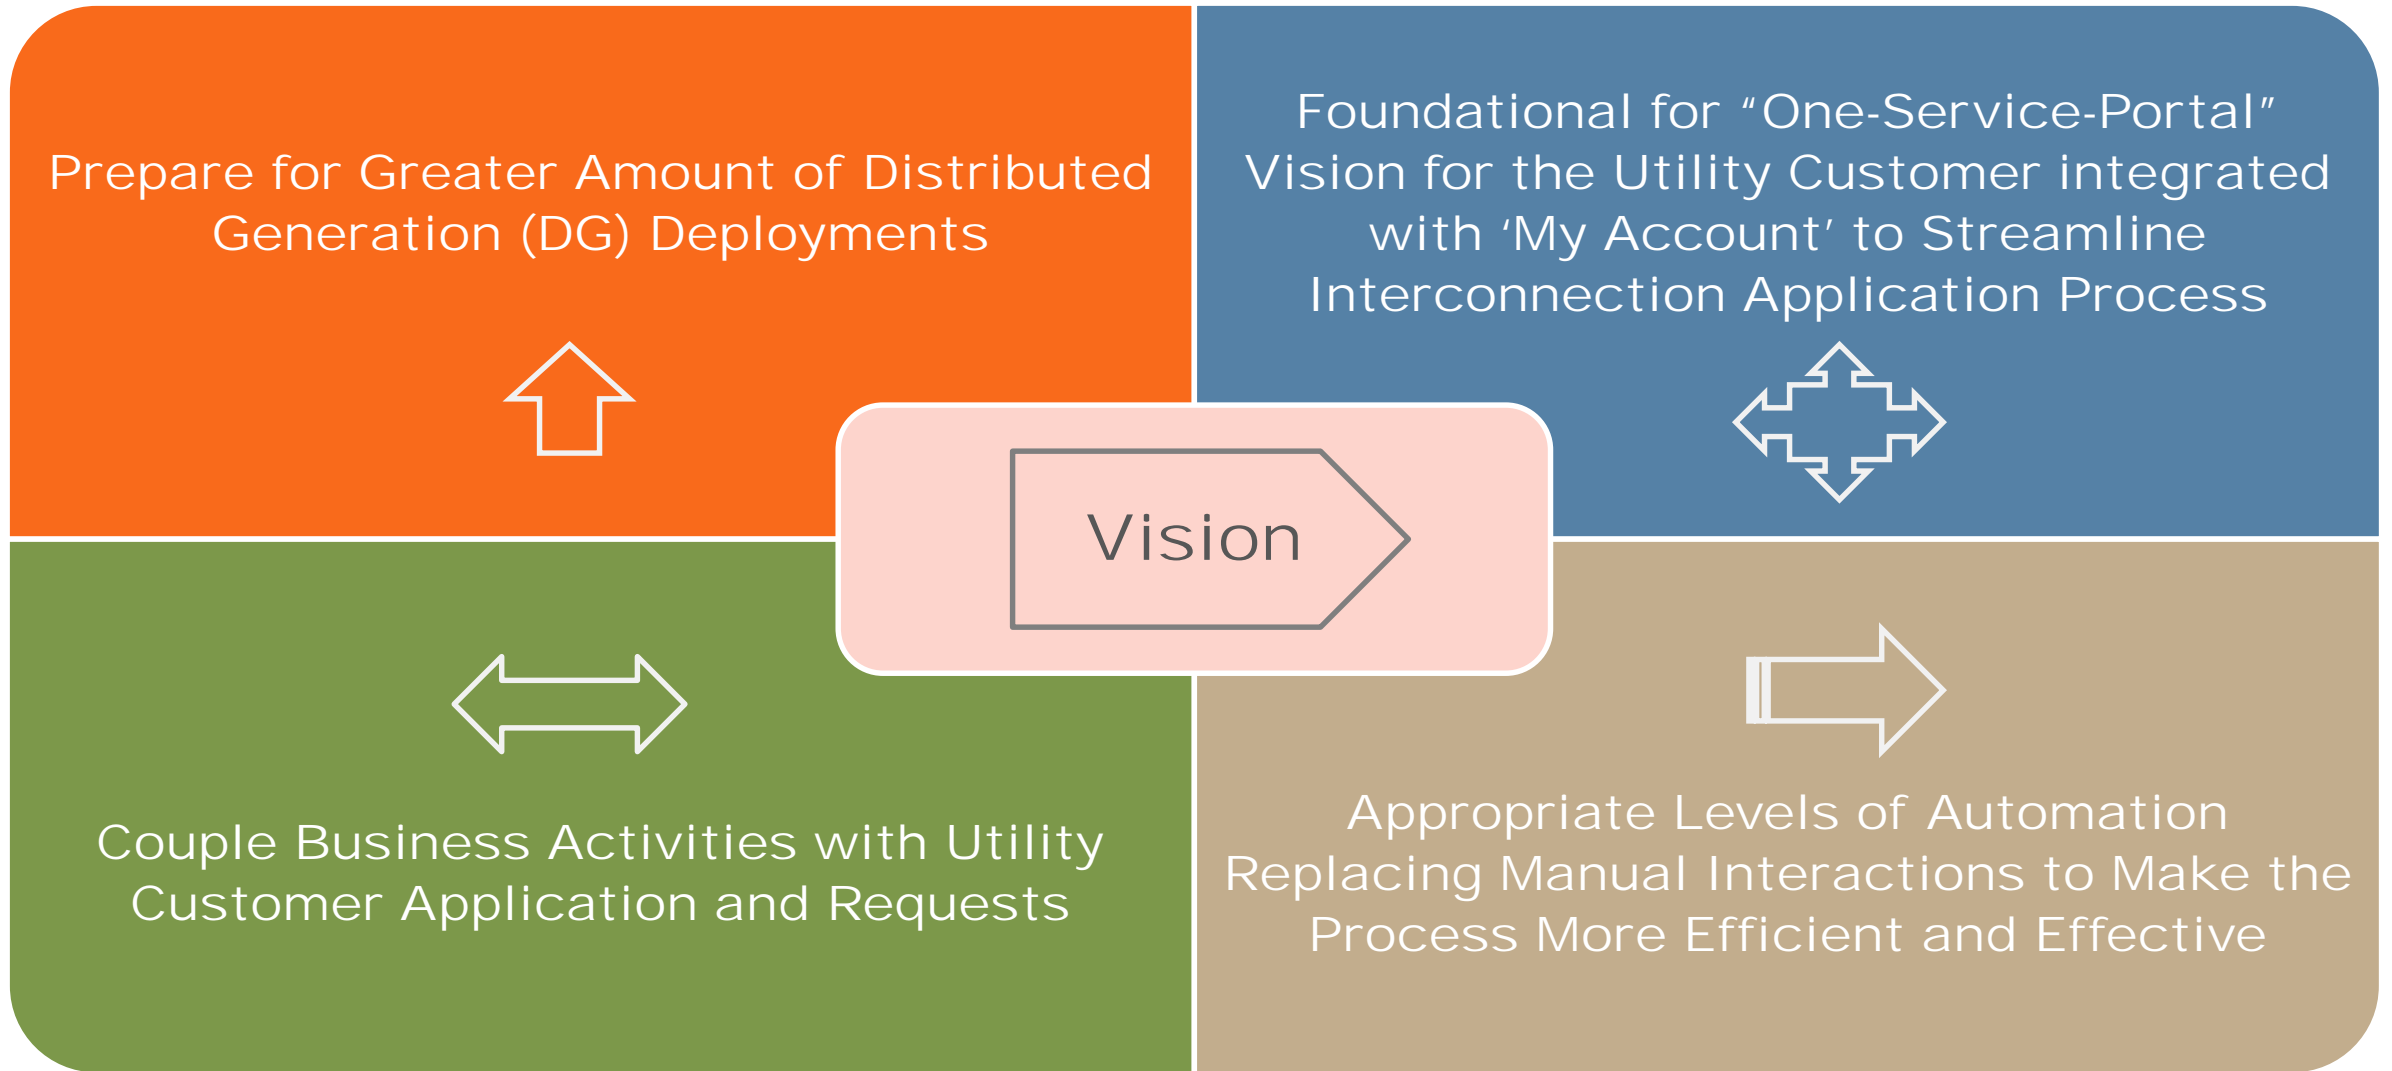 Prepare for Greater Amount of Distributed
Generation (DG) Deployments
Foundational for “One-Service-Portal”
Vision for the Utility Customer integrated
with ‘My Account’ to Streamline
Interconnection Application Process
Vision
Couple Business Activities with Utility
Customer Application and Requests
Appropriate Levels of Automation
Replacing Manual Interactions to Make the
Process More Efficient and Effective